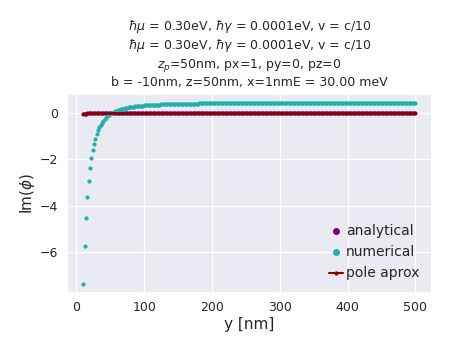 ℏμ = 0.30eV, ℏγ = 0.0001eV, v = c/10
ℏμ = 0.30eV, ℏγ = 0.0001eV, v = c/10
z_p=50nm, px=1, py=0, pz=0
b = -10nm, z=50nm, x=1nmE = 30.00 meV
Im(ϕ)
0
−2
−4
−6
analytical
numerical
pole aprox
0 100 200 300 400 500
y [nm]